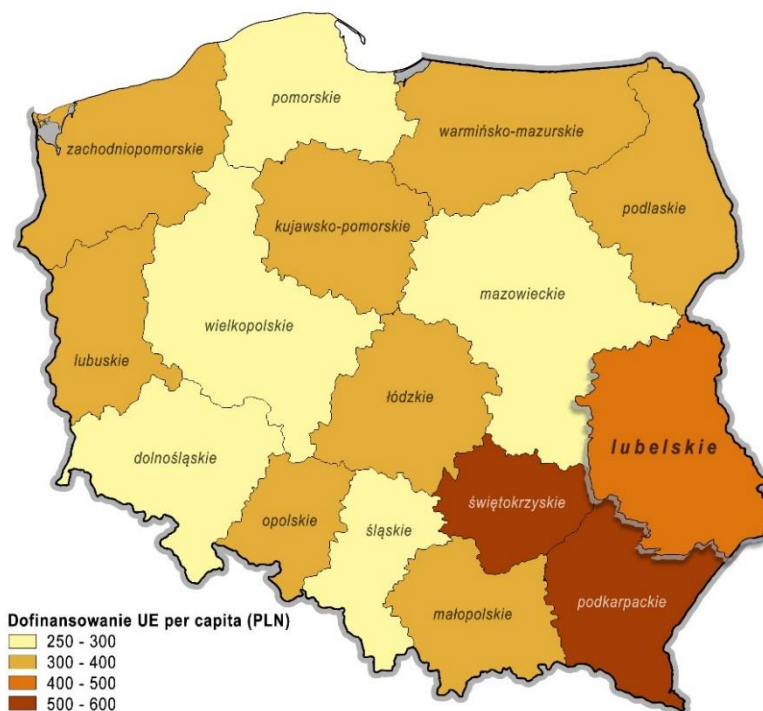 pomorskie
warmińsko-mazurskie
zachodniopomorskie
podlaskie
kujawsko-pomorskie
mazowieckie
wielkopolskie
lubuskie
łódzkie
lubelskie
dolnośląskie
świętokrzyskie
opolskie
śląskie
podkarpackie
małopolskie
Dofinansowanie UE per capita (PLN)
250 - 300
300 - 400
400 - 500
500 - 600